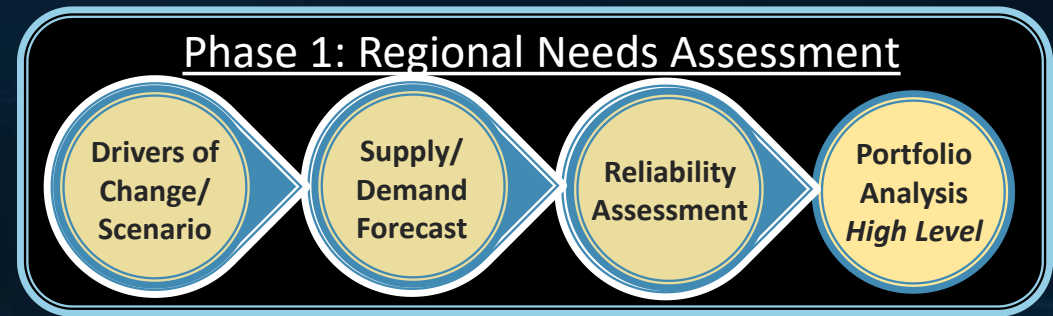 Phase 1: Regional Needs Assessment
Drivers of
Change/
Scenario
Supply/
Demand
Forecast
Reliability
Assessment
Portfolio
Analysis
High Level